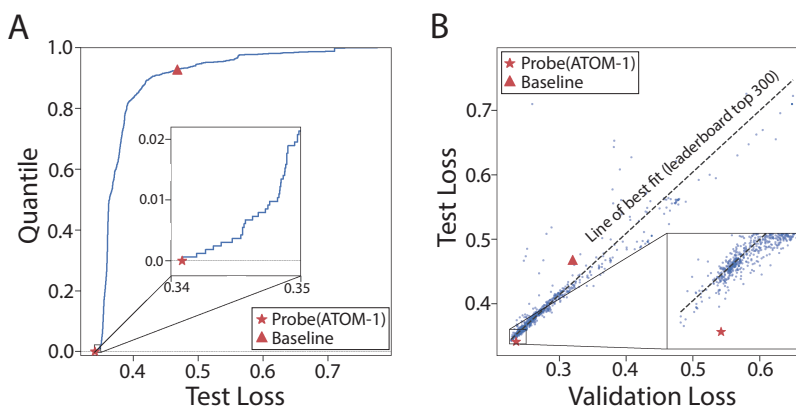 A
Quantile
1.0
0.8
0.6
0.4
0.2
0.0
0.02
0.01
0.0
0.34
0.35
Probe(ATOM-1)
Baseline
0.4
0.5
0.6
0.7
Test Loss
B
Test Loss
0.7
0.6
0.5
0.4
Probe(ATOM-1)
Baseline
Line of best fit (leaderboard top 300)
0.3
0.4
0.5
0.6
Validation Loss